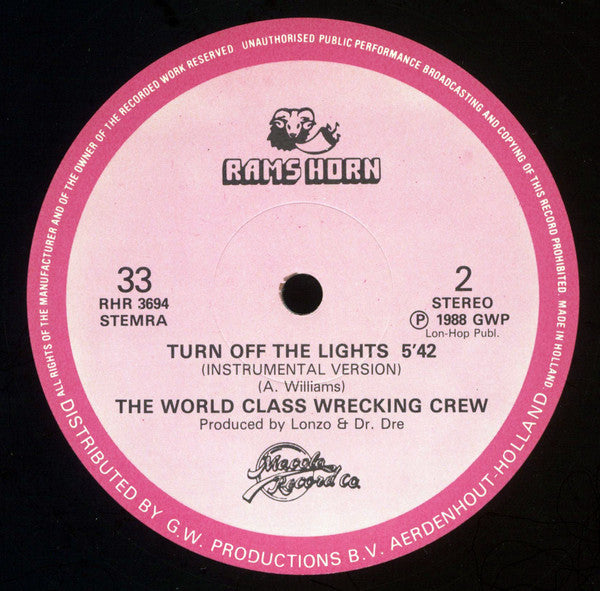 ALL RIGHTS OF THE MANUFACTURER AND OF THE OWNER OF THE RECORDED WORK RESERVED  UNAUTHORISED PUBLIC PERFORMANCE BROADCASTING AND COPYING OF THIS RECORD PROHIBITED  MADE IN HOLLAND
RAMS HORN
33
RHR 3694
STEMRA
2
STEREO
Ⓟ 1988 GWP
Lon-Hop Publ.
TURN OFF THE LIGHTS 5'42
(INSTRUMENTAL VERSION)
(A. Williams)
THE WORLD CLASS WRECKING CREW
Produced by Lonzo & Dr. Dre
Macola
Record Co.
DISTRIBUTED BY G.W. PRODUCTIONS B.V. AERDENHOUT-HOLLAND